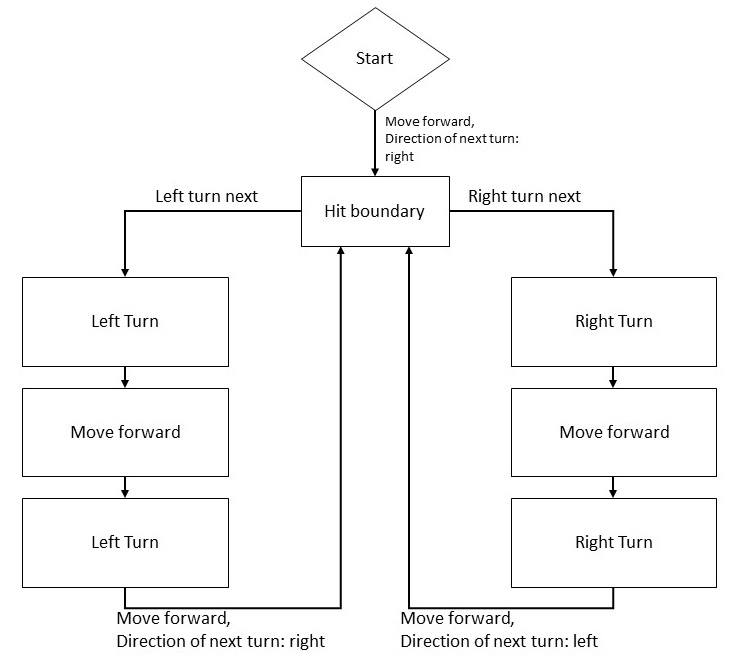 Start
Move forward,
Direction of next turn:
right
Left turn next
Hit boundary
Right turn next
Left Turn
Right Turn
Move forward
Move forward
Left Turn
Right Turn
Move forward,
Direction of next turn: right
Move forward,
Direction of next turn: left